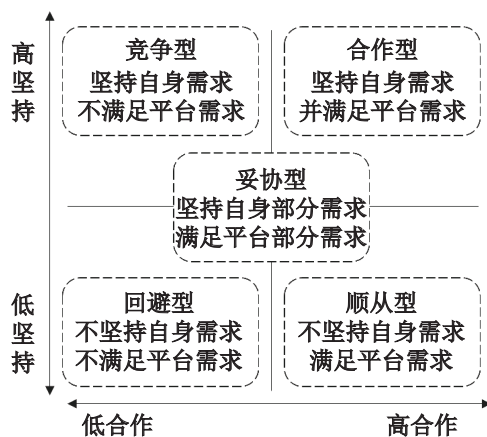 高坚持
竞争型
坚持自身需求
不满足平台需求
合作型
坚持自身需求
并满足平台需求
妥协型
坚持自身部分需求
满足平台部分需求
低坚持
回避型
不坚持自身需求
不满足平台需求
顺从型
不坚持自身需求
满足平台需求
低合作
高合作